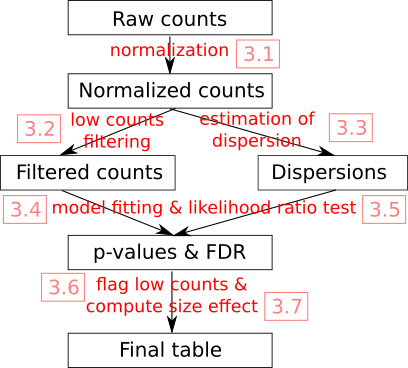 Raw counts
normalization 3.1
Normalized counts
3.2 low counts
filtering
estimation of
dispersion 3.3
Filtered counts
Dispersions
3.4 model fitting & likelihood ratio test 3.5
p-values & FDR
3.6 flag low counts &
compute size effect 3.7
Final table